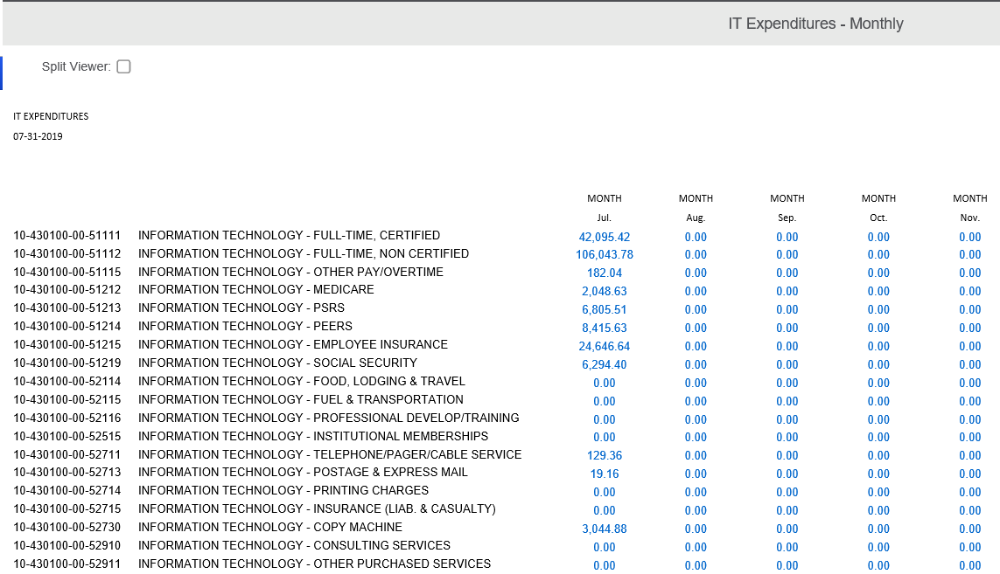 IT Expenditures - Monthly
Split Viewer:
IT EXPENDITURES
07-31-2019
MONTH MONTH MONTH MONTH MONTH
Jul. Aug. Sep. Oct. Nov.
10-430100-00-51111 INFORMATION TECHNOLOGY - FULL-TIME, CERTIFIED 42,095.42 0.00 0.00 0.00 0.00
10-430100-00-51112 INFORMATION TECHNOLOGY - FULL-TIME, NON CERTIFIED 106,043.78 0.00 0.00 0.00 0.00
10-430100-00-51115 INFORMATION TECHNOLOGY - OTHER PAY/OVERTIME 182.04 0.00 0.00 0.00 0.00
10-430100-00-51212 INFORMATION TECHNOLOGY - MEDICARE 2,048.63 0.00 0.00 0.00 0.00
10-430100-00-51213 INFORMATION TECHNOLOGY - PSRS 6,805.51 0.00 0.00 0.00 0.00
10-430100-00-51214 INFORMATION TECHNOLOGY - PEERS 8,415.63 0.00 0.00 0.00 0.00
10-430100-00-51215 INFORMATION TECHNOLOGY - EMPLOYEE INSURANCE 24,646.64 0.00 0.00 0.00 0.00
10-430100-00-51219 INFORMATION TECHNOLOGY - SOCIAL SECURITY 6,294.40 0.00 0.00 0.00 0.00
10-430100-00-52114 INFORMATION TECHNOLOGY - FOOD, LODGING & TRAVEL 0.00 0.00 0.00 0.00 0.00
10-430100-00-52115 INFORMATION TECHNOLOGY - FUEL & TRANSPORTATION 0.00 0.00 0.00 0.00 0.00
10-430100-00-52116 INFORMATION TECHNOLOGY - PROFESSIONAL DEVELOP/TRAINING 0.00 0.00 0.00 0.00 0.00
10-430100-00-52515 INFORMATION TECHNOLOGY - INSTITUTIONAL MEMBERSHIPS 0.00 0.00 0.00 0.00 0.00
10-430100-00-52711 INFORMATION TECHNOLOGY - TELEPHONE/PAGER/CABLE SERVICE 129.36 0.00 0.00 0.00 0.00
10-430100-00-52713 INFORMATION TECHNOLOGY - POSTAGE & EXPRESS MAIL 19.16 0.00 0.00 0.00 0.00
10-430100-00-52714 INFORMATION TECHNOLOGY - PRINTING CHARGES 0.00 0.00 0.00 0.00 0.00
10-430100-00-52715 INFORMATION TECHNOLOGY - INSURANCE (LIAB. & CASUALTY) 0.00 0.00 0.00 0.00 0.00
10-430100-00-52730 INFORMATION TECHNOLOGY - COPY MACHINE 3,044.88 0.00 0.00 0.00 0.00
10-430100-00-52910 INFORMATION TECHNOLOGY - CONSULTING SERVICES 0.00 0.00 0.00 0.00 0.00
10-430100-00-52911 INFORMATION TECHNOLOGY - OTHER PURCHASED SERVICES 0.00 0.00 0.00 0.00 0.00